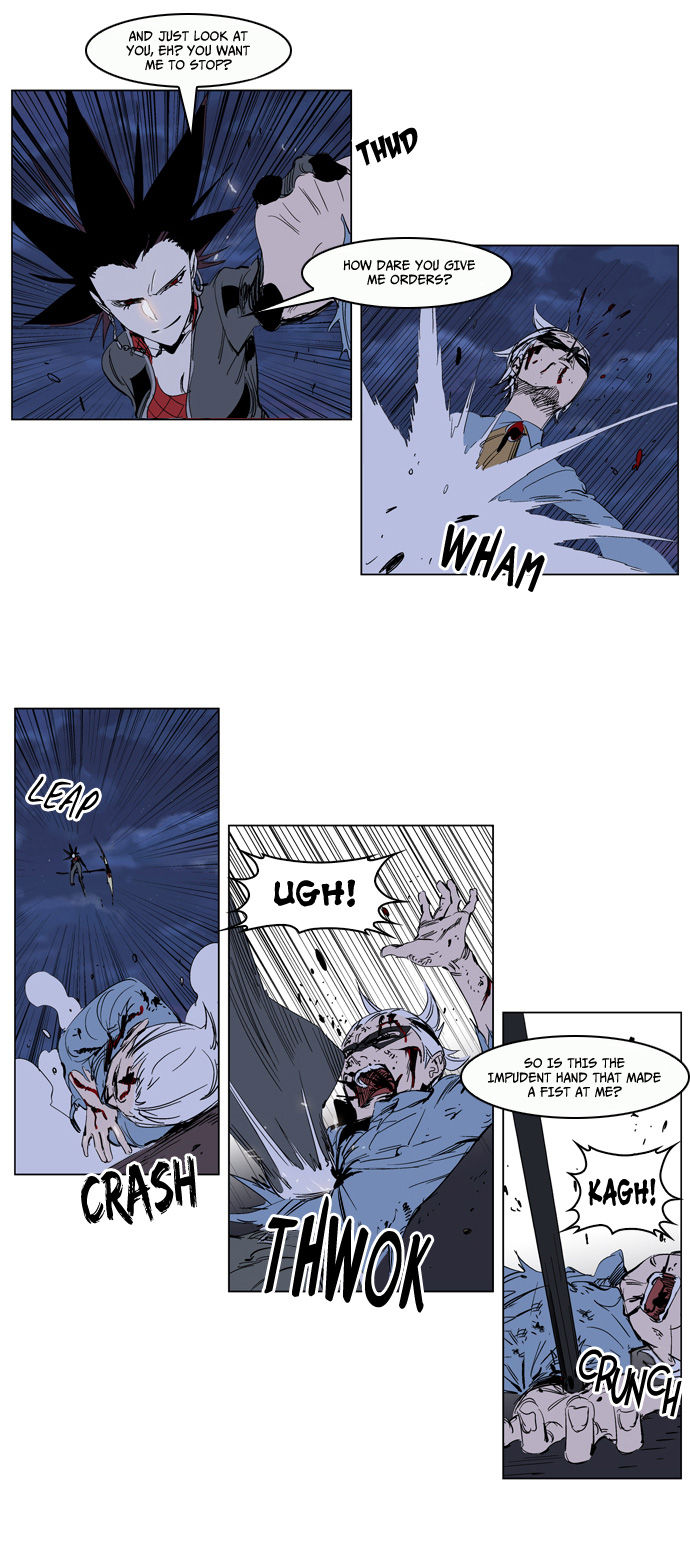 AND JUST LOOK AT
YOU, EH? YOU WANT
ME TO STOP?
THUD
HOW DARE YOU GIVE
ME ORDERS?
WHAM
LEAP
CRASH
UGH!
THWOK
SO IS THIS THE
IMPUDENT HAND THAT MADE
A FIST AT ME?
KAGH!
CRUNCH